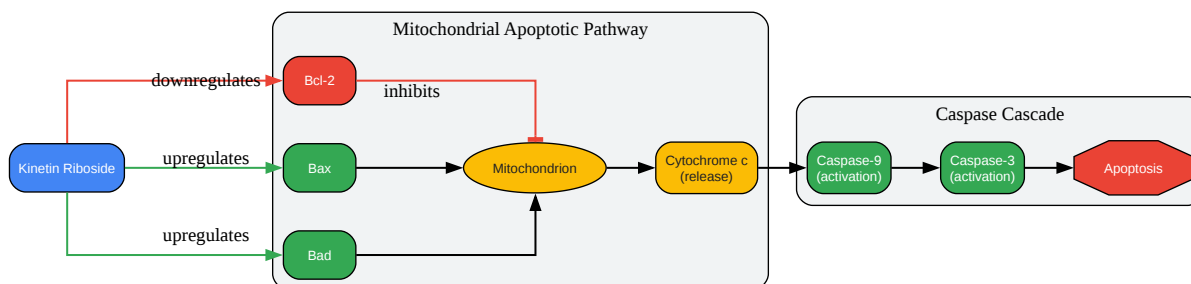 Mitochondrial Apoptotic Pathway
downregulates
Bcl-2
inhibits
Caspase Cascade
Kinetin Riboside
upregulates
Bax
Mitochondrion
Cytochrome c
(release)
Caspase-9
(activation)
Caspase-3
(activation)
Apoptosis
upregulates
Bad